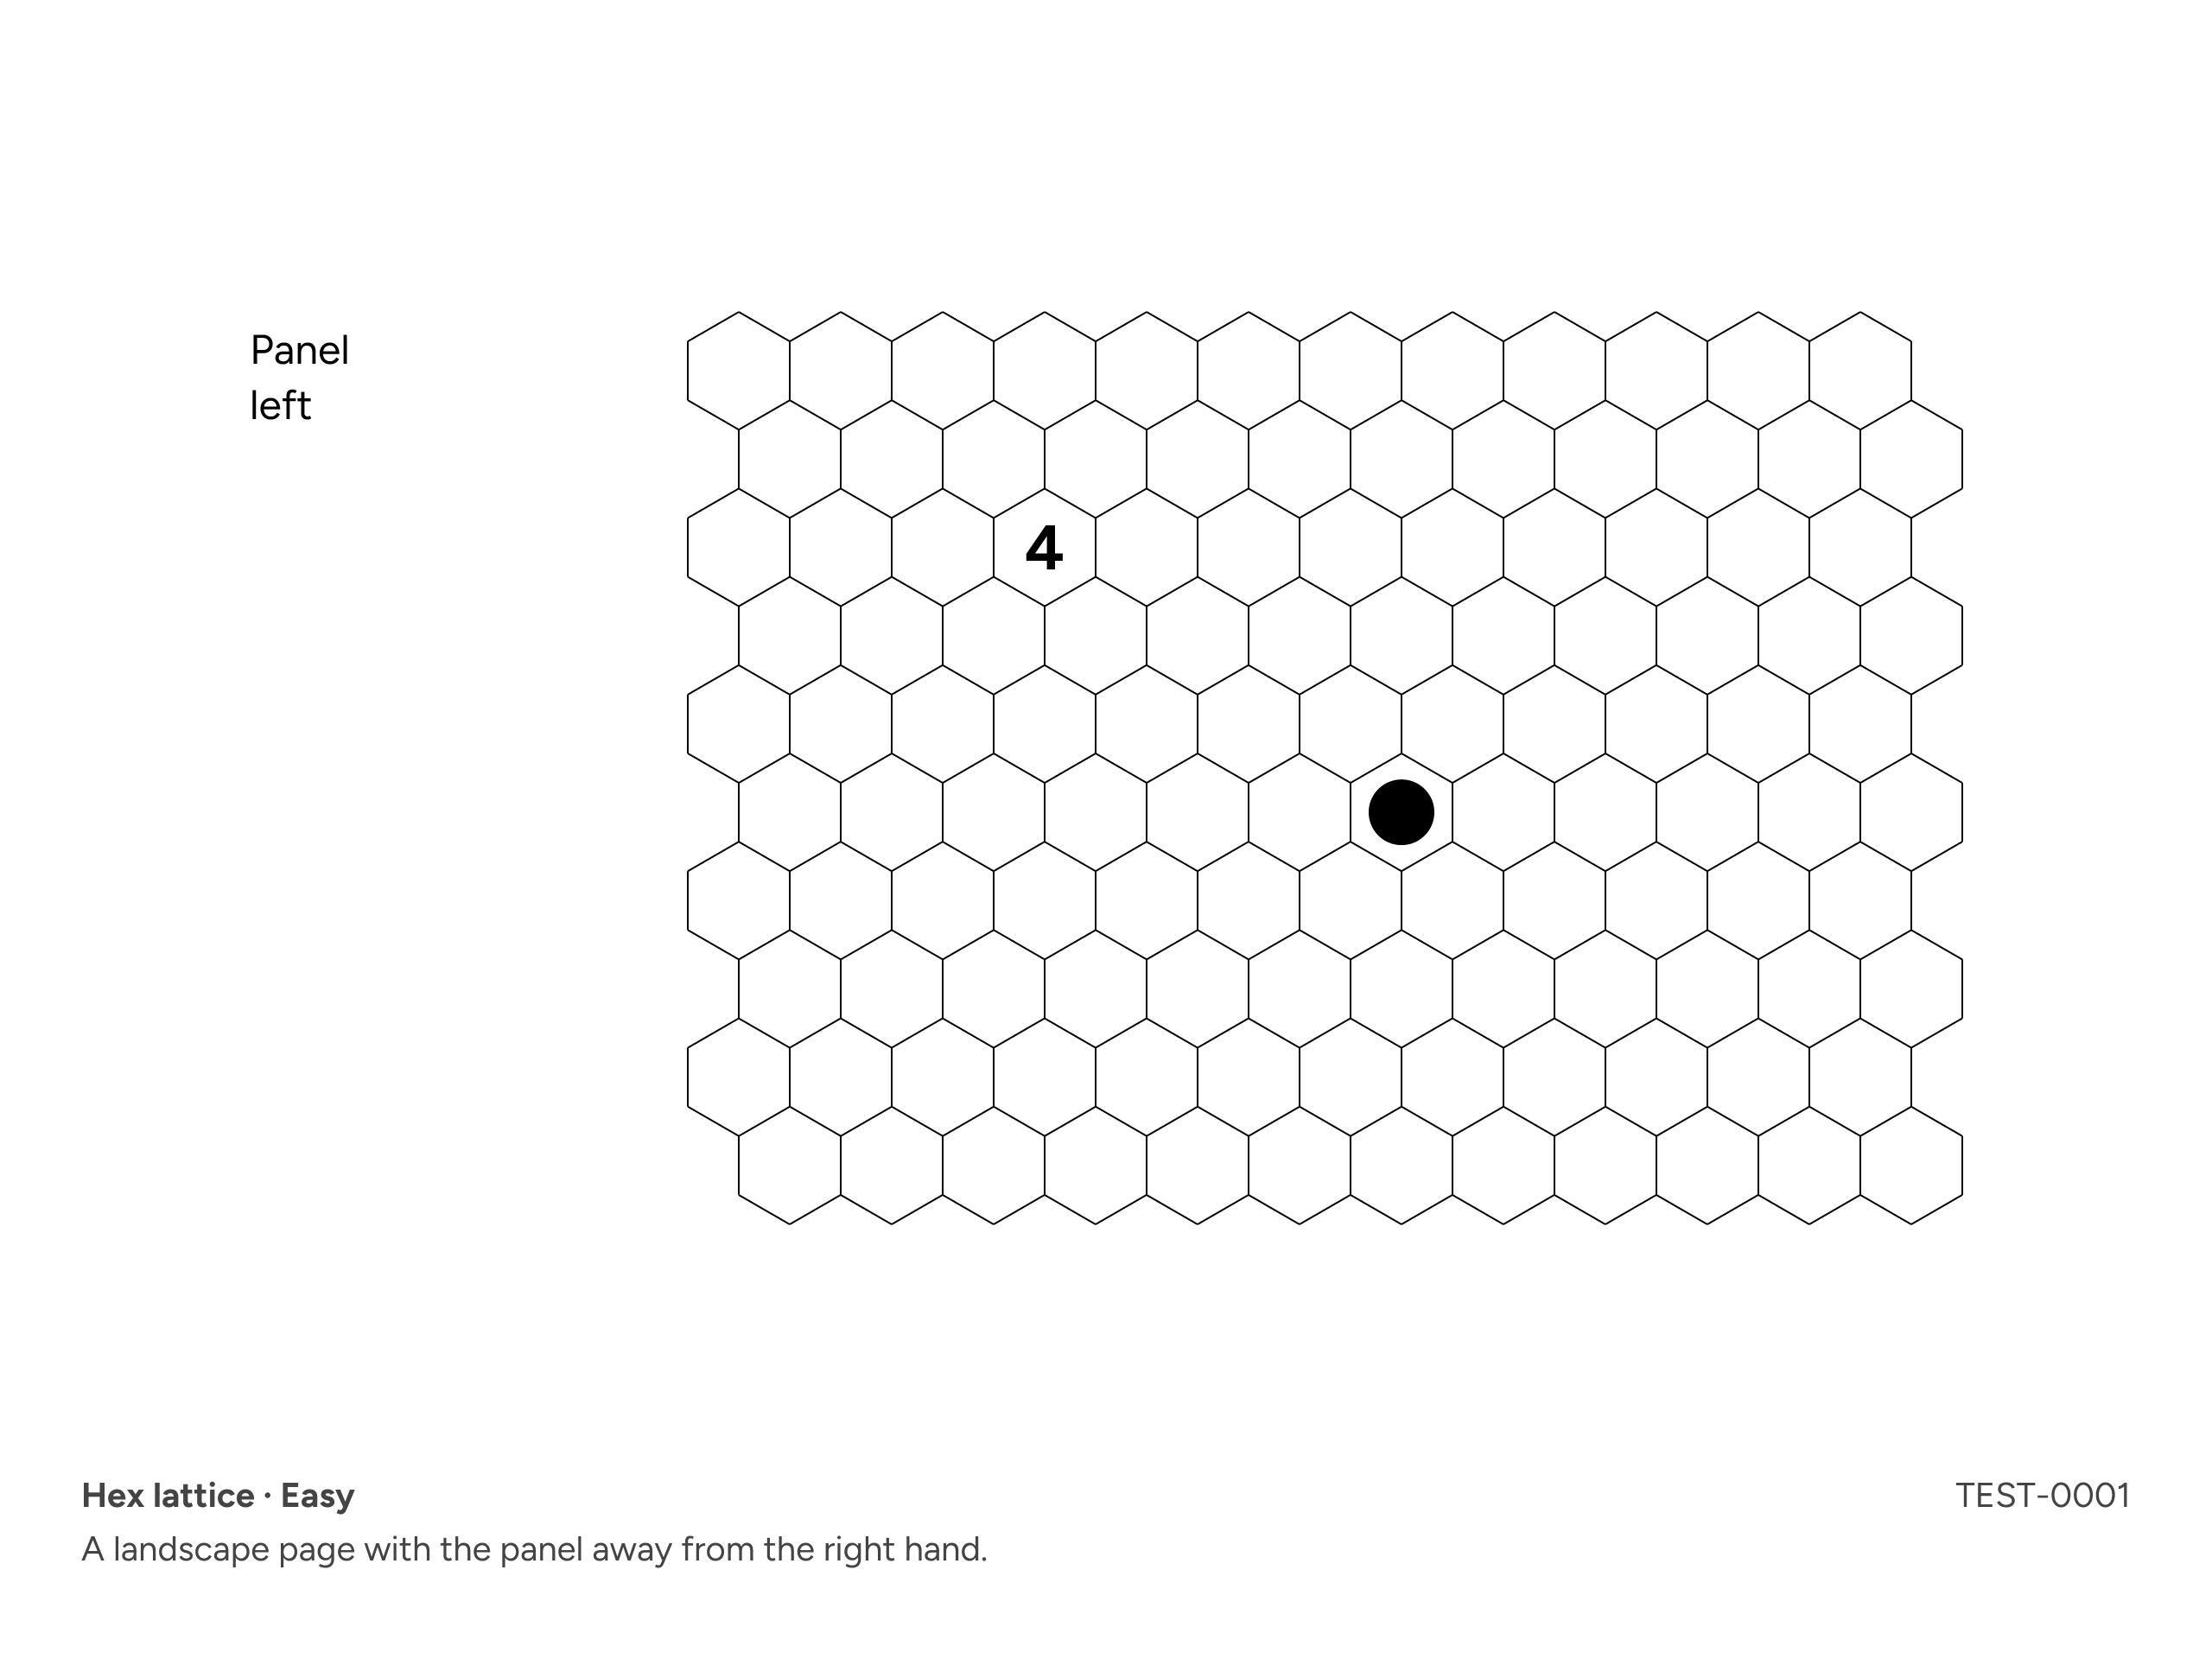 Panel
left
4
Hex lattice · Easy
TEST-0001
A landscape page with the panel away from the right hand.